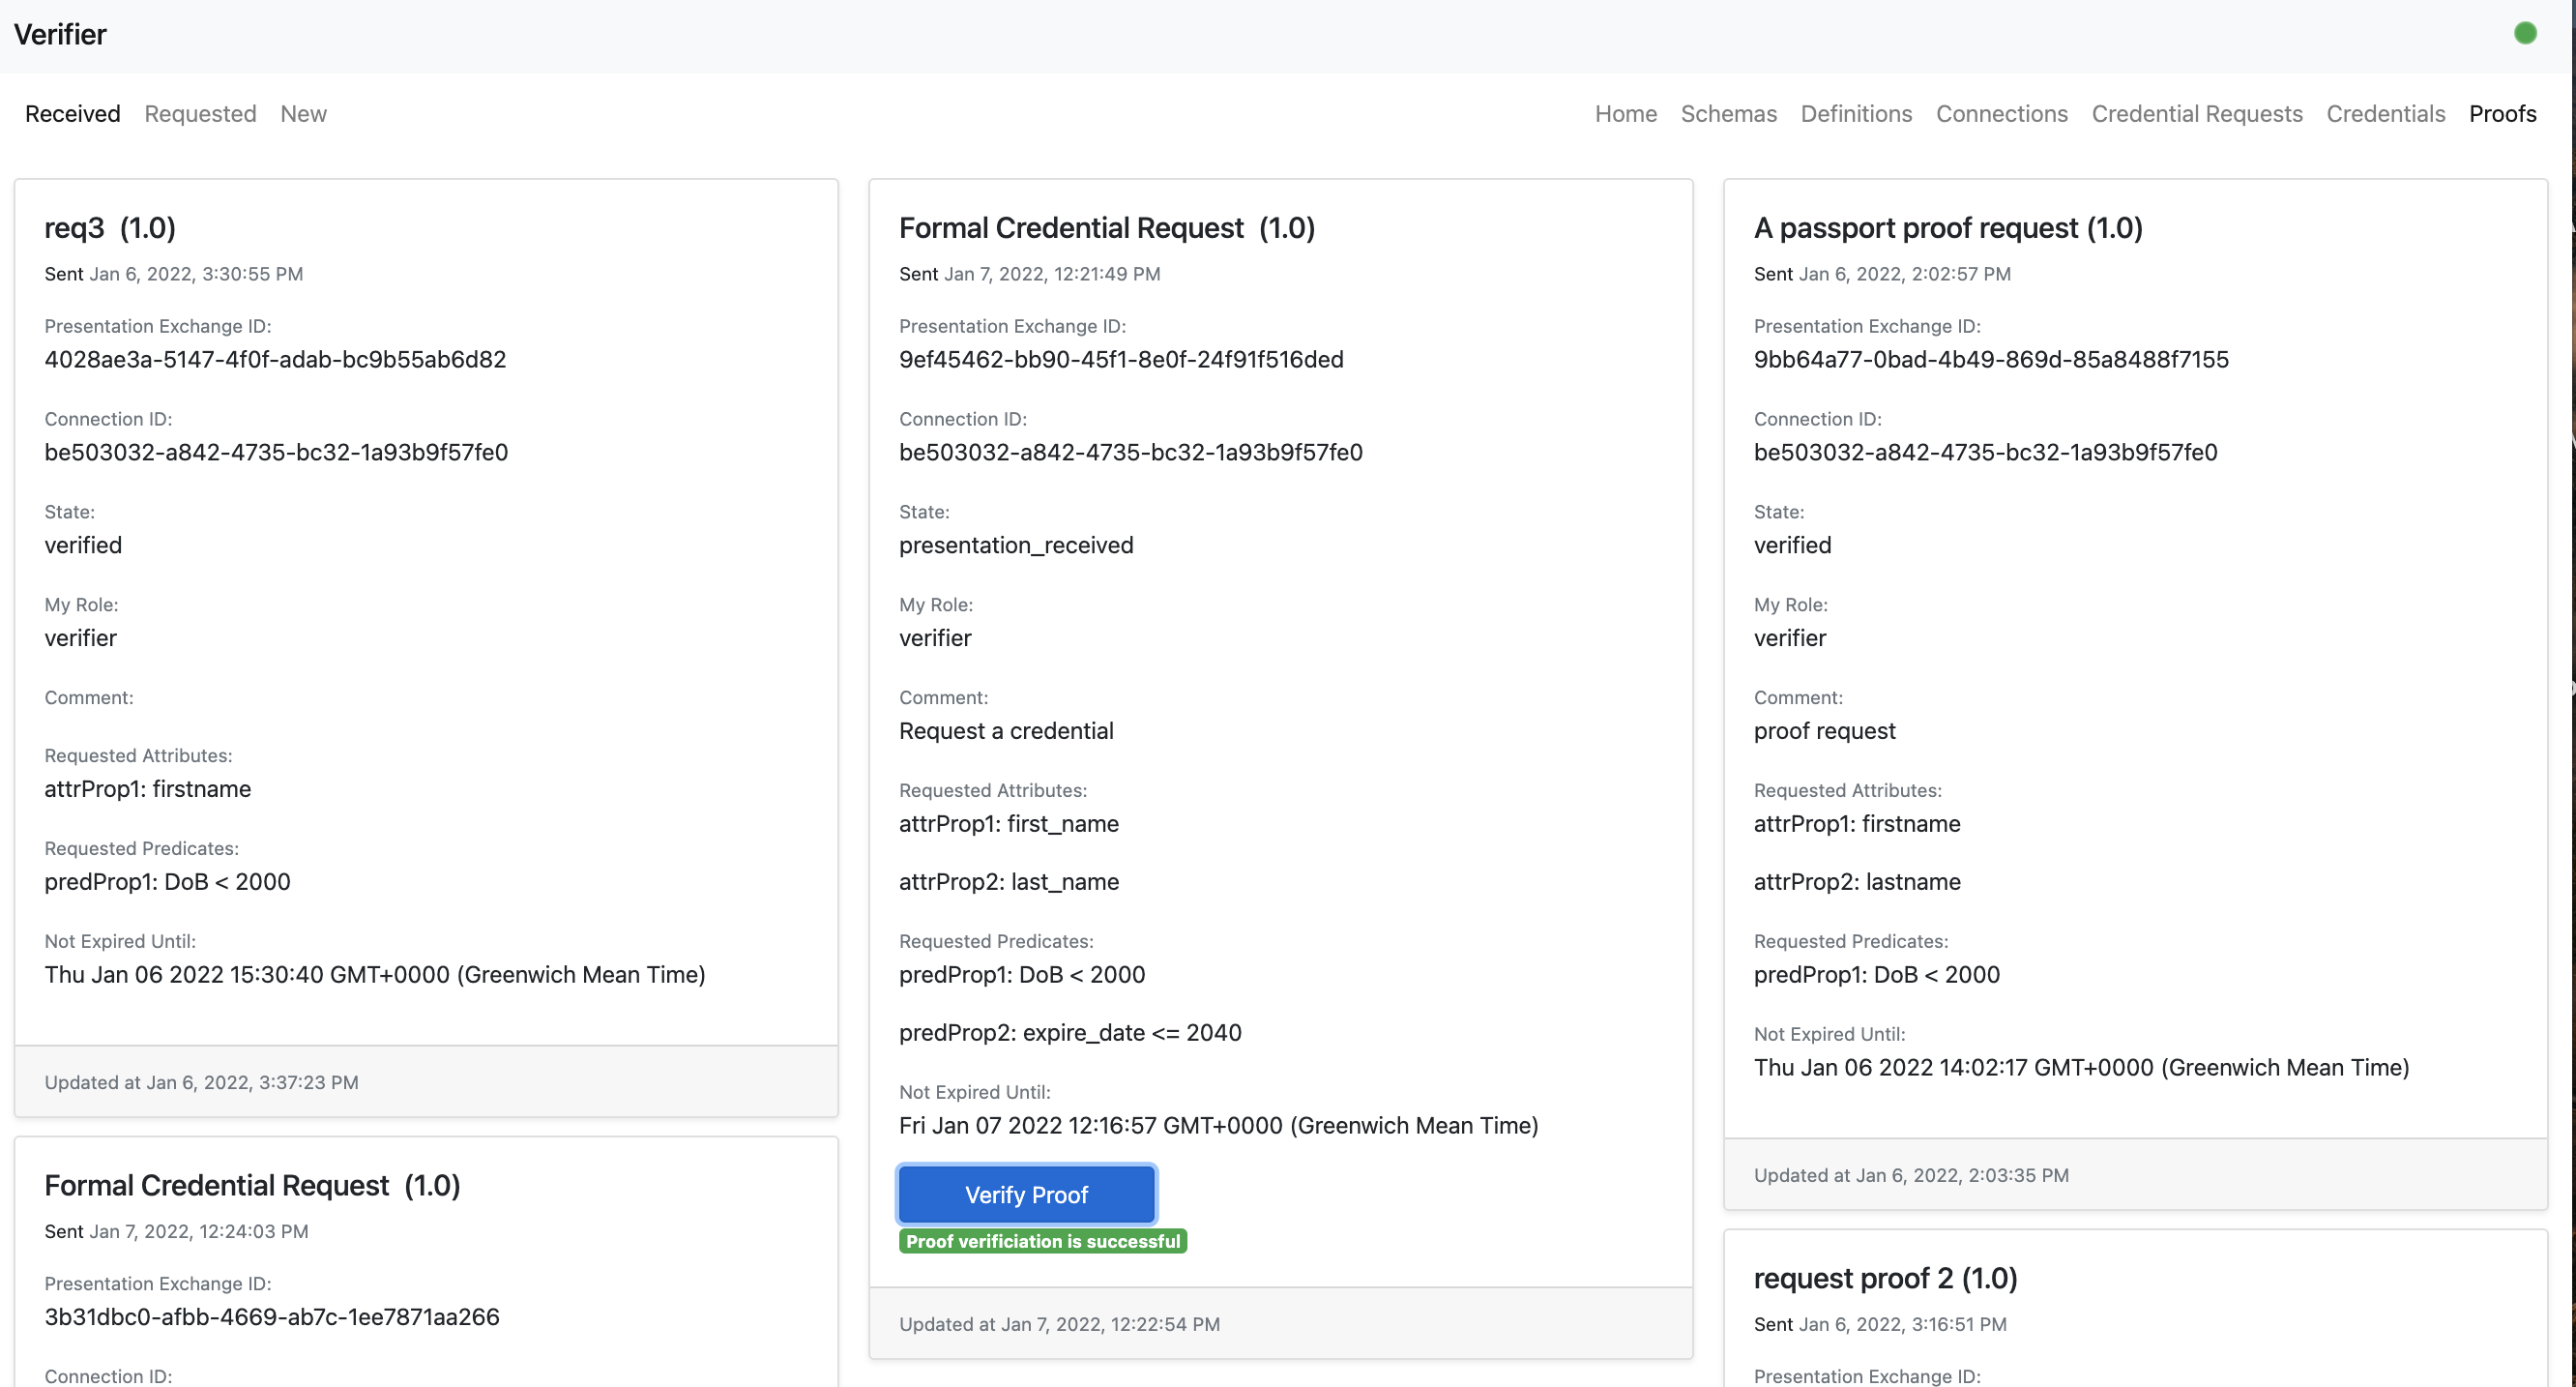 Verifier
Received Requested New
Home Schemas Definitions Connections Credential Requests Credentials Proofs
req3 (1.0)
Sent Jan 6, 2022, 3:30:55 PM
Presentation Exchange ID:
4028ae3a-5147-4f0f-adab-bc9b55ab6d82
Connection ID:
be503032-a842-4735-bc32-1a93b9f57fe0
State:
verified
My Role:
verifier
Comment:
Requested Attributes:
attrProp1: firstname
Requested Predicates:
predProp1: DoB < 2000
Not Expired Until:
Thu Jan 06 2022 15:30:40 GMT+0000 (Greenwich Mean Time)
Updated at Jan 6, 2022, 3:37:23 PM
Formal Credential Request (1.0)
Sent Jan 7, 2022, 12:24:03 PM
Presentation Exchange ID:
3b31dbc0-afbb-4669-ab7c-1ee7871aa266
Connection ID:
Formal Credential Request (1.0)
Sent Jan 7, 2022, 12:21:49 PM
Presentation Exchange ID:
9ef45462-bb90-45f1-8e0f-24f91f516ded
Connection ID:
be503032-a842-4735-bc32-1a93b9f57fe0
State:
presentation_received
My Role:
verifier
Comment:
Request a credential
Requested Attributes:
attrProp1: first_name
attrProp2: last_name
Requested Predicates:
predProp1: DoB < 2000
predProp2: expire_date <= 2040
Not Expired Until:
Fri Jan 07 2022 12:16:57 GMT+0000 (Greenwich Mean Time)
Verify Proof
Proof verificiation is successful
Updated at Jan 7, 2022, 12:22:54 PM
A passport proof request (1.0)
Sent Jan 6, 2022, 2:02:57 PM
Presentation Exchange ID:
9bb64a77-0bad-4b49-869d-85a8488f7155
Connection ID:
be503032-a842-4735-bc32-1a93b9f57fe0
State:
verified
My Role:
verifier
Comment:
proof request
Requested Attributes:
attrProp1: firstname
attrProp2: lastname
Requested Predicates:
predProp1: DoB < 2000
Not Expired Until:
Thu Jan 06 2022 14:02:17 GMT+0000 (Greenwich Mean Time)
Updated at Jan 6, 2022, 2:03:35 PM
request proof 2 (1.0)
Sent Jan 6, 2022, 3:16:51 PM
Presentation Exchange ID: